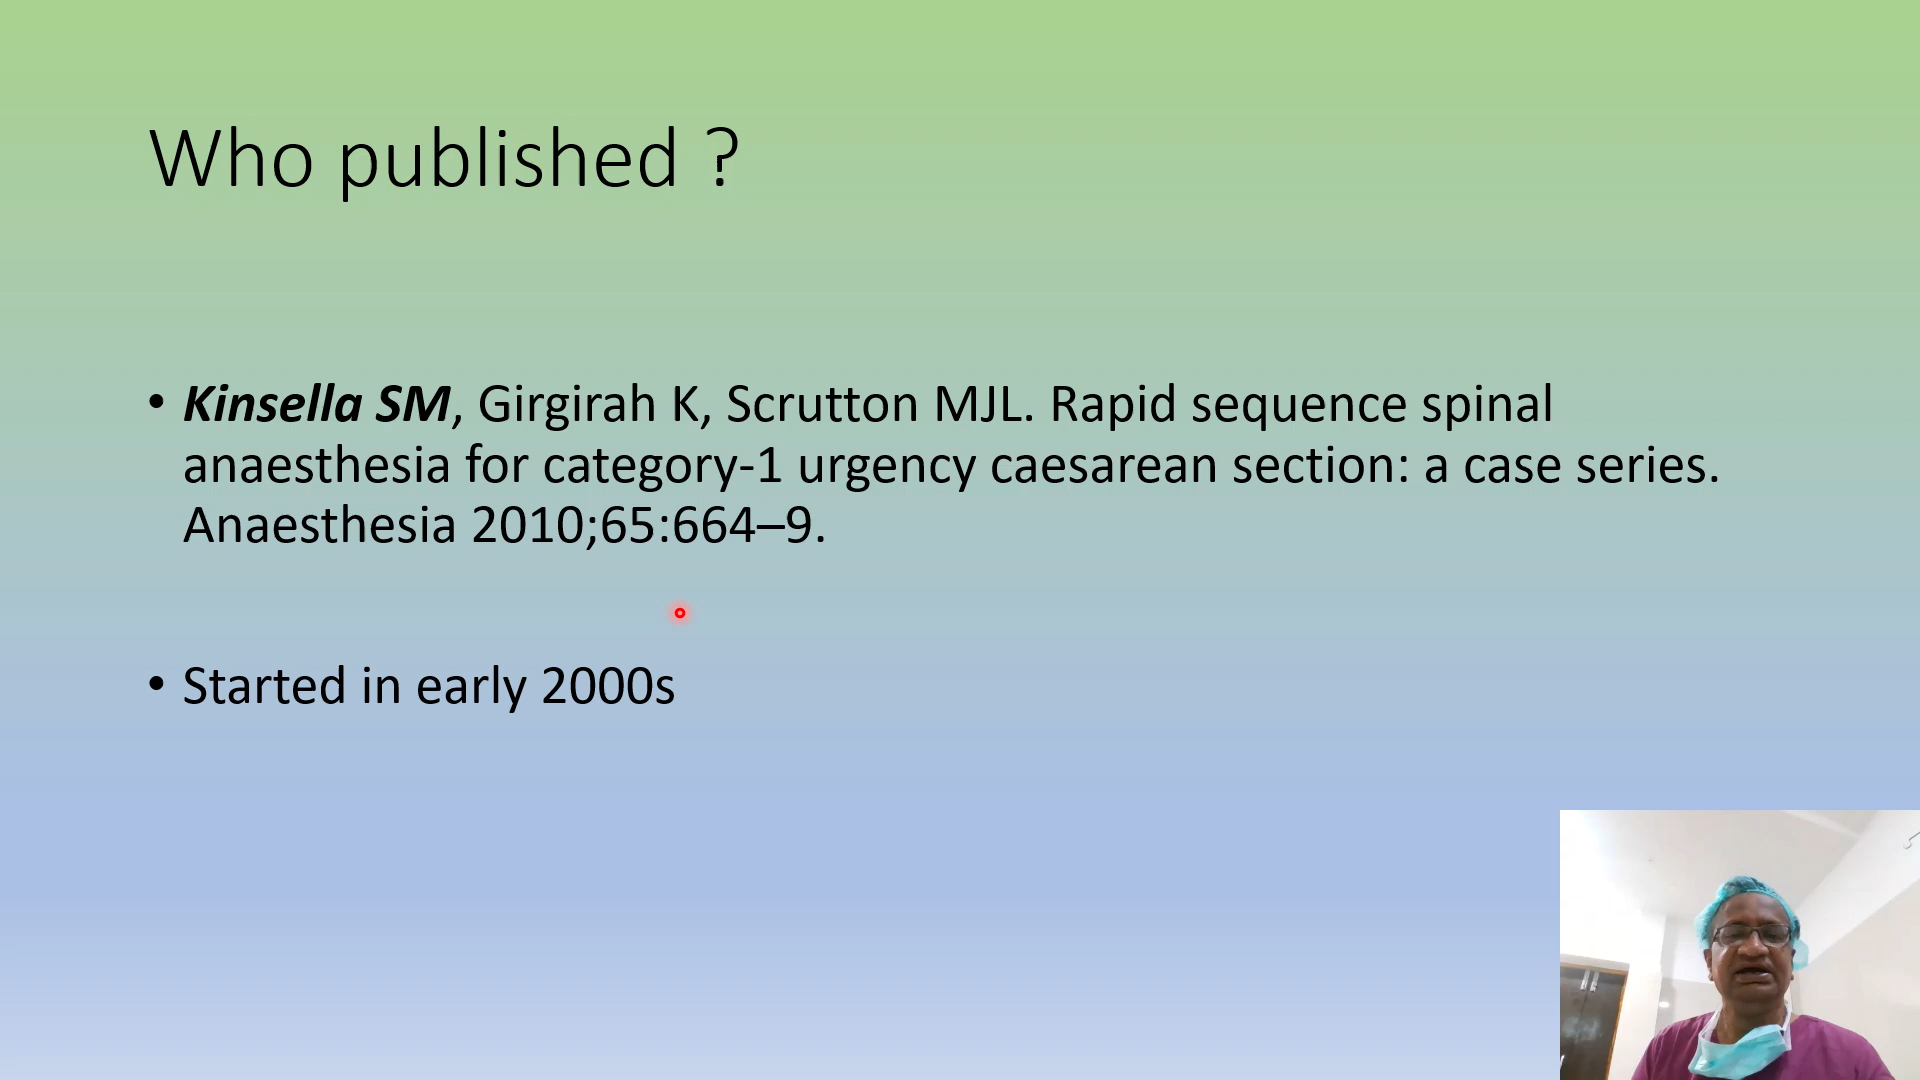 Who published ?
• Kinsella SM, Girgirah K, Scrutton MJL. Rapid sequence spinal
anaesthesia for category-1 urgency caesarean section: a case series.
Anaesthesia 2010;65:664–9.
• Started in early 2000s